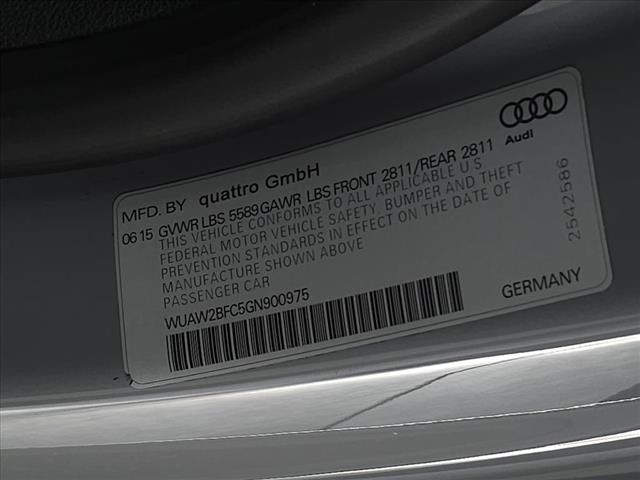 Audi
MFD. BY quattro GmbH
06 15 GVWR LBS 5589 GAWR LBS FRONT 2811/REAR 2811
THIS VEHICLE CONFORMS TO ALL APPLICABLE U.S.
FEDERAL MOTOR VEHICLE SAFETY, BUMPER AND THEFT
PREVENTION STANDARDS IN EFFECT ON THE DATE OF
MANUFACTURE SHOWN ABOVE
PASSENGER CAR
WUAW2BFC5GN900975
GERMANY
2542586